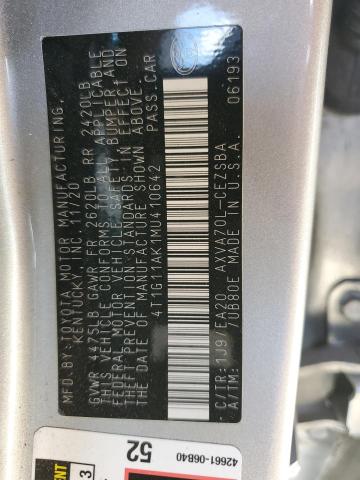 MFD.BY:TOYOTA MOTOR MANUFACTURING,
KENTUCKY, INC. 11/20
GVWR 4475LB GAWR FR 2620LB RR 2420LB
THIS VEHICLE CONFORMS TO ALL APPLICABLE
FEDERAL MOTOR VEHICLE SAFETY, BUMPER AND
THEFT PREVENTION STANDARDS IN EFFECT ON
THE DATE OF MANUFACTURE SHOWN ABOVE.
4T1G11AK1MU410642 PASS.CAR
C/TR:1J9/EA20 AXVA70L-CEZSBA
A/TM: /UB80E MADE IN U.S.A. 06193
52
42661-06B40